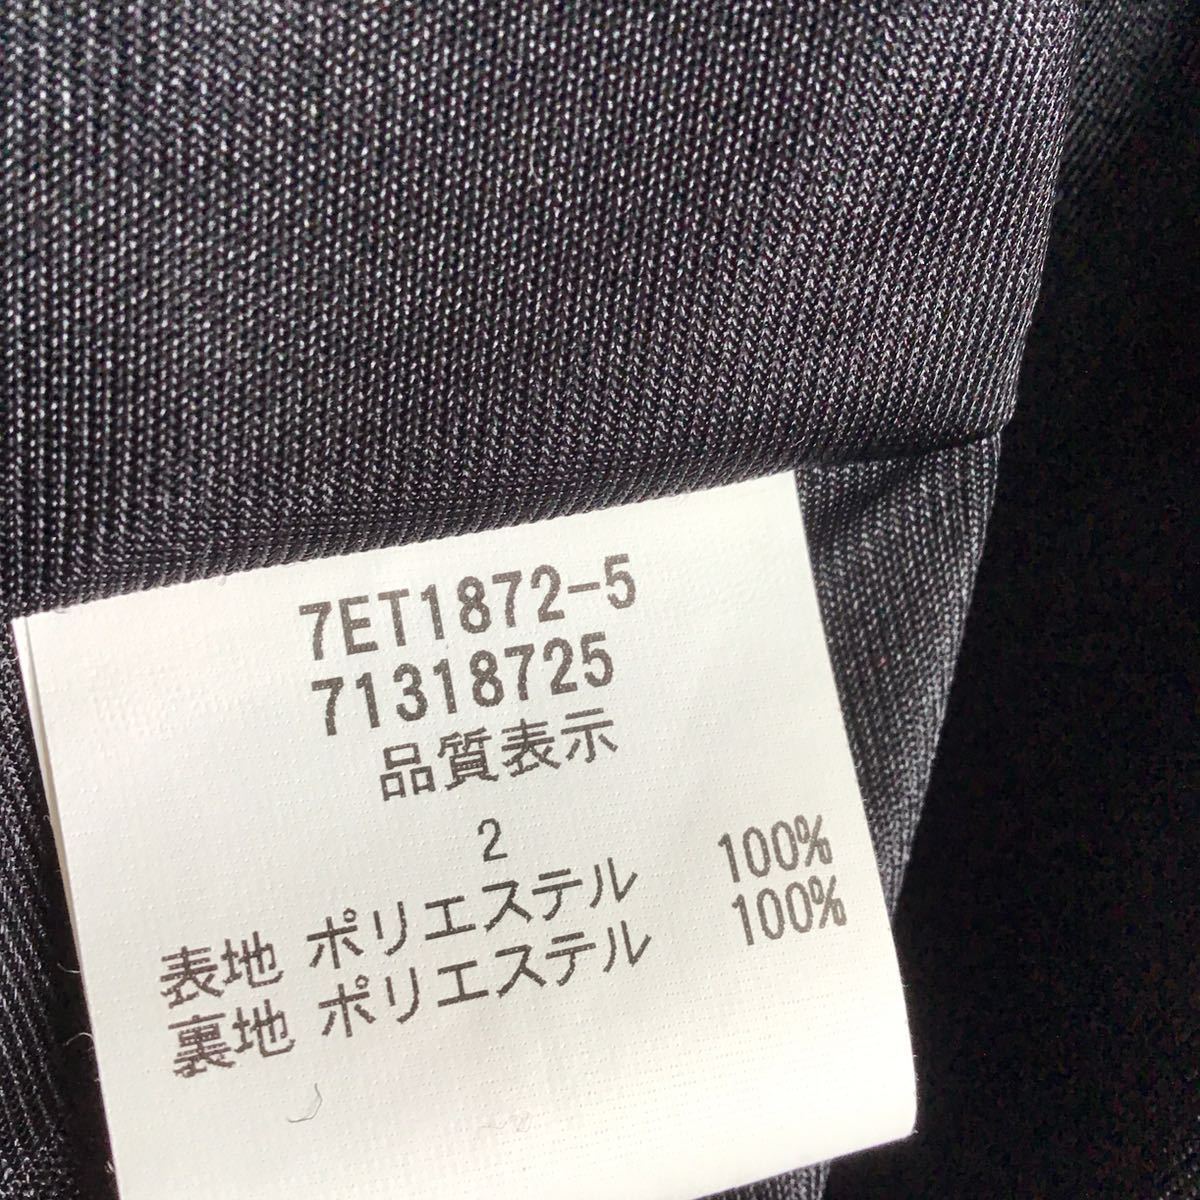 7ET1872-5
71318725
品質表示
2
表地 ポリエステル 100%
裏地 ポリエステル 100%